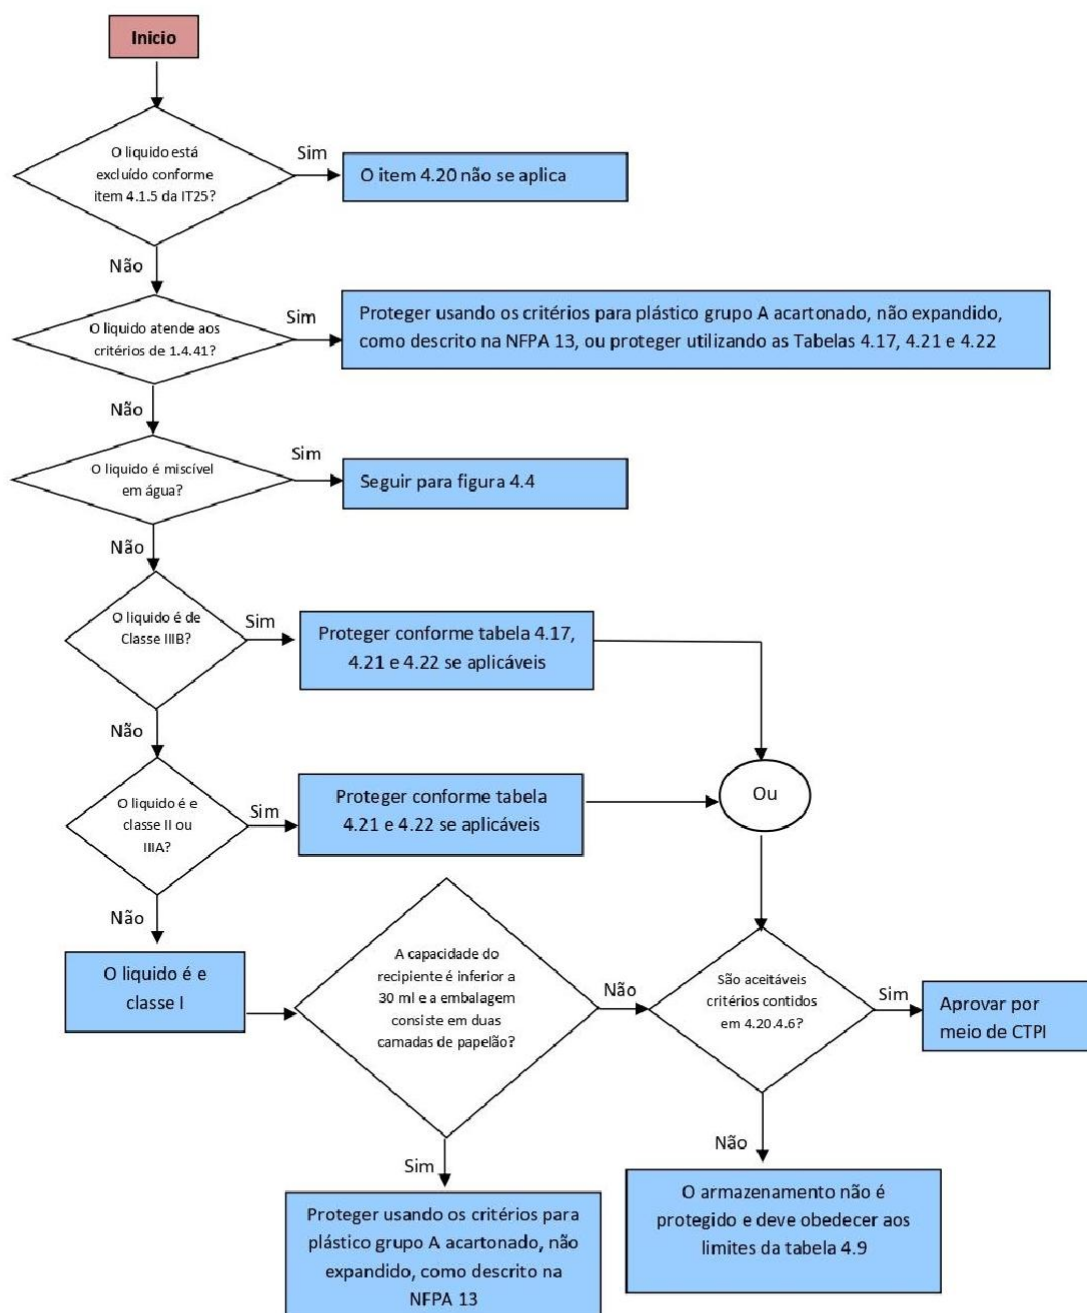 Inicio
O liquido está
excluído conforme
item 4.1.5 da IT25?
Sim
O item 4.20 não se aplica
Não
O liquido atende aos
critérios de 1.4.41?
Sim
Proteger usando os critérios para plástico grupo A acartonado, não expandido,
como descrito na NFPA 13, ou proteger utilizando as Tabelas 4.17, 4.21 e 4.22
Não
O liquido é miscível
em água?
Sim
Seguir para figura 4.4
Não
O liquido é de
Classe IIIB?
Sim
Proteger conforme tabela 4.17,
4.21 e 4.22 se aplicáveis
Não
O liquido é e
classe II ou
IIIA?
Sim
Proteger conforme tabela
4.21 e 4.22 se aplicáveis
Ou
Não
O liquido é e
classe I
A capacidade do
recipiente é inferior a
30 ml e a embalagem
consiste em duas
camadas de papelão?
Não
São aceitáveis
critérios contidos
em 4.20.4.6?
Sim
Aprovar por
meio de CTPI
Sim
Proteger usando os critérios para
plástico grupo A acartonado, não
expandido, como descrito na
NFPA 13
Não
O armazenamento não é
protegido e deve obedecer aos
limites da tabela 4.9